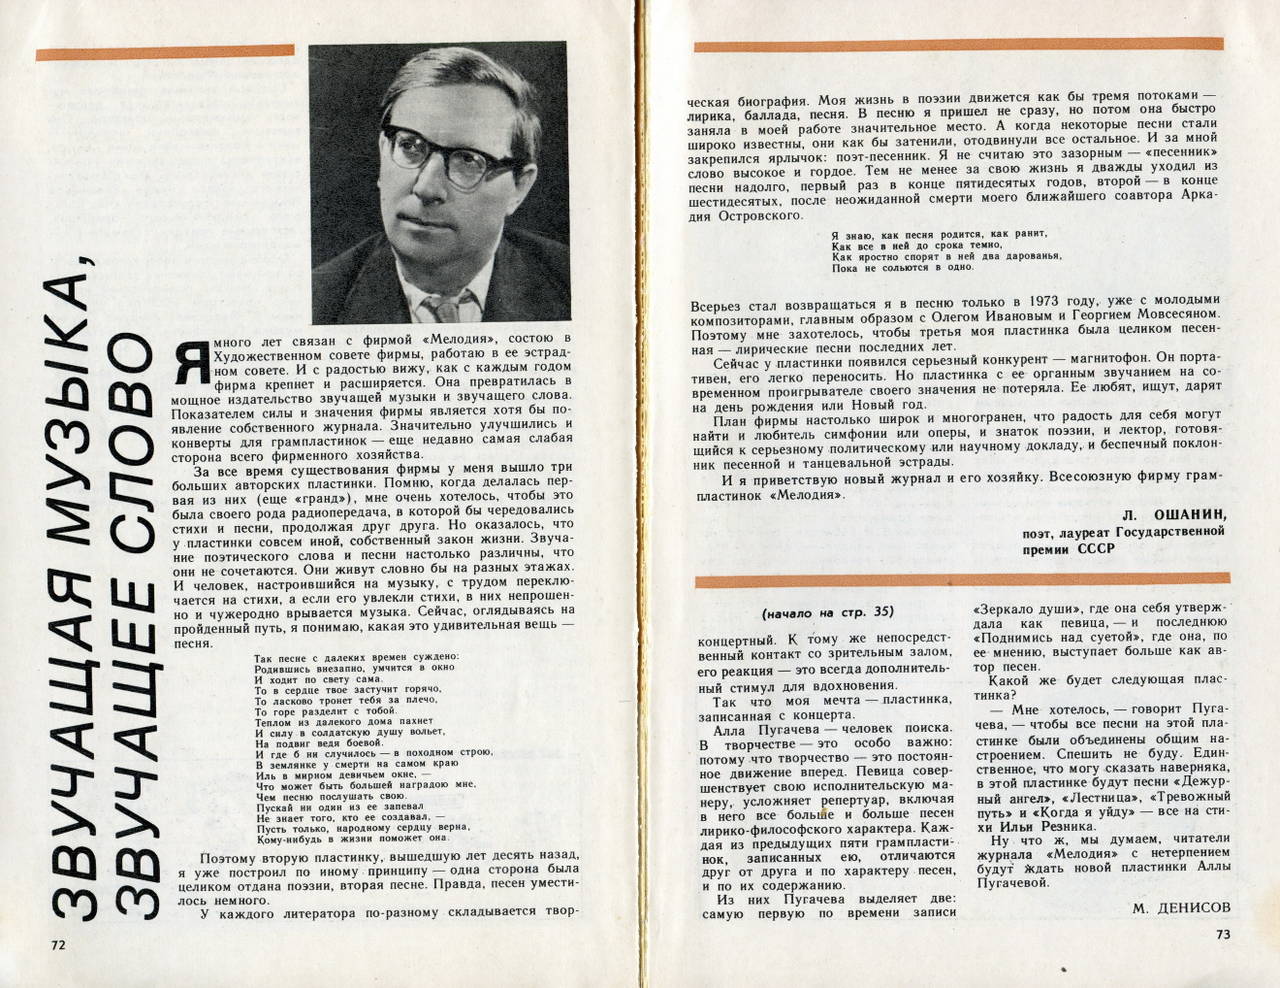 ЗВУЧАЩАЯ МУЗЫКА,
ЗВУЧАЩЕЕ СЛОВО
Я много лет связан с фирмой «Мелодия», состою в
Художественном совете фирмы, работаю в ее эстрад-
ном совете. И с радостью вижу, как с каждым годом
фирма крепнет и расширяется. Она превратилась в
мощное издательство звучащей музыки и звучащего слова.
Показателем силы и значения фирмы является хотя бы по-
явление собственного журнала. Значительно улучшились и
конверты для грампластинок — еще недавно самая слабая
сторона всего фирменного хозяйства.
За все время существования фирмы у меня вышло три
больших авторских пластинки. Помню, когда делалась пер-
вая из них (еще «гранд»), мне очень хотелось, чтобы это
была своего рода радиопередача, в которой бы чередовались
стихи и песни, продолжая друг друга. Но оказалось, что
у пластинки совсем иной, собственный закон жизни. Звуча-
ние поэтического слова и песни настолько различны, что
они не сочетаются. Они живут словно бы на разных этажах.
И человек, настроившийся на музыку, с трудом переклю-
чается на стихи, а если его увлекли стихи, в них непрошен-
но и чужеродно врывается музыка. Сейчас, оглядываясь на
пройденный путь, я понимаю, какая это удивительная вещь —
песня.
Так песне с далеких времен суждено:
Родившись внезапно, умчится в окно
И ходит по свету сама.
То в сердце твое застучит горячо,
То ласково тронет тебя за плечо,
То горе разделит с тобой.
Теплом из далекого дома пахнет
И силу в солдатскую душу вольет,
На подвиг ведя боевой.
И где б ни случилось — в походном строю,
В землянке у смерти на самом краю
Иль в мирном девичьем окне, —
Что может быть большей наградою мне,
Чем песню послушать свою.
Пускай ни один из ее запевал
Не знает того, кто ее создавал, —
Пусть только, народному сердцу верна,
Кому-нибудь в жизни поможет она.
Поэтому вторую пластинку, вышедшую лет десять назад,
я уже построил по иному принципу — одна сторона была
целиком отдана поэзии, вторая песне. Правда, песен умести-
лось немного.
У каждого литератора по-разному складывается твор-
72
ческая биография. Моя жизнь в поэзии движется как бы тремя потоками —
лирика, баллада, песня. В песню я пришел не сразу, но потом она быстро
заняла в моей работе значительное место. А когда некоторые песни стали
широко известны, они как бы затенили, отодвинули все остальное. И за мной
закрепился ярлычок: поэт-песенник. Я не считаю это зазорным — «песенник»
слово высокое и гордое. Тем не менее за свою жизнь я дважды уходил из
песни надолго, первый раз в конце пятидесятых годов, второй — в конце
шестидесятых, после неожиданной смерти моего ближайшего соавтора Арка-
дия Островского.
Я знаю, как песня родится, как ранит,
Как все в ней до срока темно,
Как яростно спорят в ней два дарованья,
Пока не сольются в одно.
Всерьез стал возвращаться я в песню только в 1973 году, уже с молодыми
композиторами, главным образом с Олегом Ивановым и Георгием Мовсесяном.
Поэтому мне захотелось, чтобы третья моя пластинка была целиком песен-
ная — лирические песни последних лет.
Сейчас у пластинки появился серьезный конкурент — магнитофон. Он порта-
тивен, его легко переносить. Но пластинка с ее органным звучанием на со-
временном проигрывателе своего значения не потеряла. Ее любят, ищут, дарят
на день рождения или Новый год.
План фирмы настолько широк и многогранен, что радость для себя могут
найти и любитель симфонии или оперы, и знаток поэзии, и лектор, готовя-
щийся к серьезному политическому или научному докладу, и беспечный поклон-
ник песенной и танцевальной эстрады.
И я приветствую новый журнал и его хозяйку. Всесоюзную фирму грам-
пластинок «Мелодия».
Л. ОШАНИН,
поэт, лауреат Государственной
премии СССР
(начало на стр. 35)
концертный. К тому же непосредст-
венный контакт со зрительным залом,
его реакция — это всегда дополнитель-
ный стимул для вдохновения.
Так что моя мечта — пластинка,
записанная с концерта.
Алла Пугачева — человек поиска.
В творчестве — это особо важно:
потому что творчество — это постоян-
ное движение вперед. Певица совер-
шенствует свою исполнительскую ма-
неру, усложняет репертуар, включая
в него все больше и больше песен
лирико-философского характера. Каж-
дая из предыдущих пяти грампласти-
нок, записанных ею, отличаются
друг от друга и по характеру песен,
и по их содержанию.
Из них Пугачева выделяет две:
самую первую по времени записи
«Зеркало души», где она себя утверж-
дала как певица, — и последнюю
«Поднимись над суетой», где она, по
ее мнению, выступает больше как ав-
тор песен.
Какой же будет следующая плас-
тинка?
— Мне хотелось, — говорит Пуга-
чева, — чтобы все песни на этой пла-
стинке были объединены общим на-
строением. Спешить не буду. Един-
ственное, что могу сказать наверняка,
в этой пластинке будут песни «Дежур-
ный ангел», «Лестница», «Тревожный
путь» и «Когда я уйду» — все на сти-
хи Ильи Резника.
Ну что ж, мы думаем, читатели
журнала «Мелодия» с нетерпением
будут ждать новой пластинки Аллы
Пугачевой.
М. ДЕНИСОВ
73